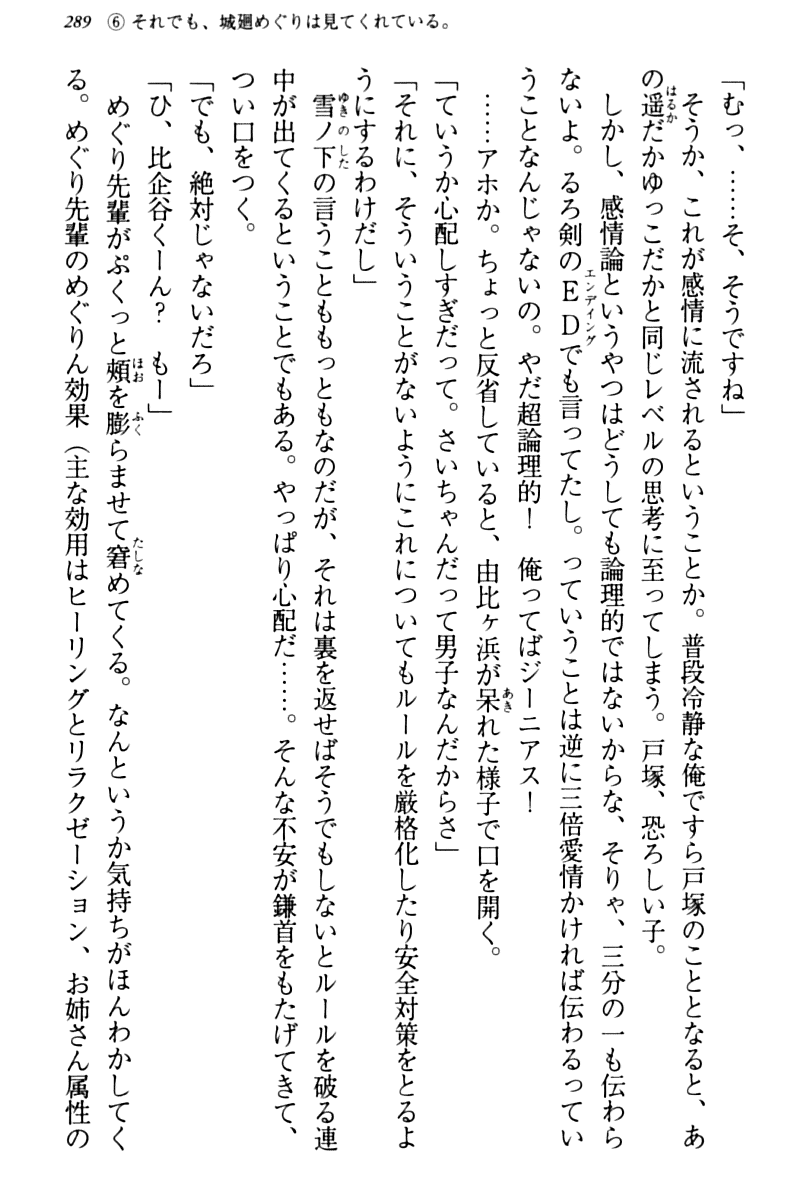 289 ⑥それでも、城廻めぐりは見てくれている。
「むっ、……そ、そうですね」
　そうか、これが感情に流されるということか。普段冷静な俺ですら戸塚のこととなると、あ
の遥だかゆっこだかと同じレベルの思考に至ってしまう。戸塚、恐ろしい子。
　しかし、感情論というやつはどうしても論理的ではないからな、そりゃ、三分の一も伝わら
ないよ。るろ剣のEDでも言ってたし。っていうことは逆に三倍愛情かければ伝わるってい
うことなんじゃないの。やだ超論理的！　俺ってばジーニアス！
　……アホか。ちょっと反省していると、由比ヶ浜が呆れた様子で口を開く。
「ていうか心配しすぎだって。さいちゃんだって男子なんだからさ」
「それに、そういうことがないようにこれについてもルールを厳格化したり安全対策をとるよ
うにするわけだし」
　雪ノ下の言うことももっともなのだが、それは裏を返せばそうでもしないとルールを破る連
中が出てくるということでもある。やっぱり心配だ……。そんな不安が鎌首をもたげてきて、
つい口をつく。
「でも、絶対じゃないだろ」
「ひ、比企谷くーん？　もー」
　めぐり先輩がぷくっと頰を膨らませて窘めてくる。なんというか気持ちがほんわかしてく
る。めぐり先輩のめぐりん効果（主な効用はヒーリングとリラクゼーション、お姉さん属性の